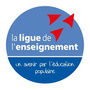 la ligue de
l'enseignement
un avenir par l'éducation
populaire